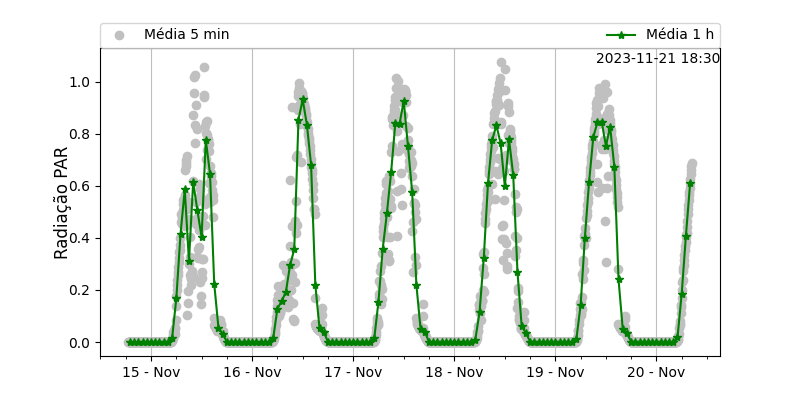 Média 5 min
Média 1 h
2023-11-21 18:30
Radiação PAR
1.0
0.8
0.6
0.4
0.2
0.0
15 - Nov
16 - Nov
17 - Nov
18 - Nov
19 - Nov
20 - Nov